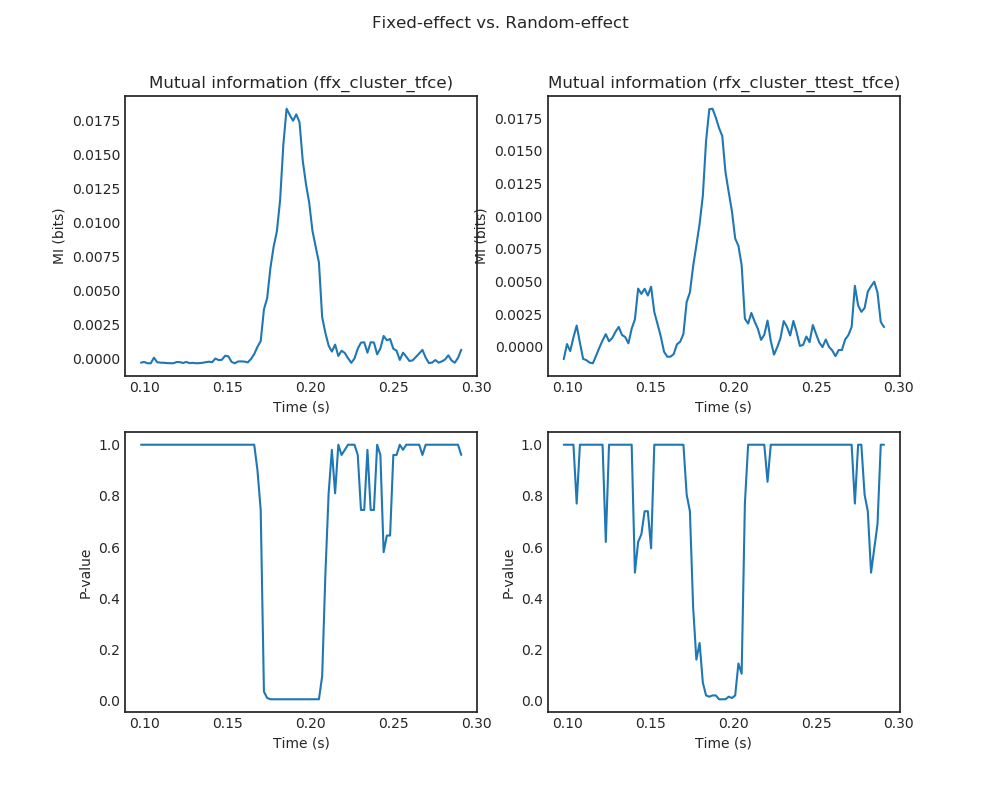 Fixed-effect vs. Random-effect
Mutual information (ffx_cluster_tfce)
MI (bits)
0.0175
0.0150
0.0125
0.0100
0.0075
0.0050
0.0025
0.0000
0.10 0.15 0.20 0.25 0.30
Time (s)
Mutual information (rfx_cluster_ttest_tfce)
MI (bits)
0.0175
0.0150
0.0125
0.0100
0.0075
0.0050
0.0025
0.0000
0.10 0.15 0.20 0.25 0.30
Time (s)
P-value
1.0
0.8
0.6
0.4
0.2
0.0
0.10 0.15 0.20 0.25 0.30
Time (s)
P-value
1.0
0.8
0.6
0.4
0.2
0.0
0.10 0.15 0.20 0.25 0.30
Time (s)